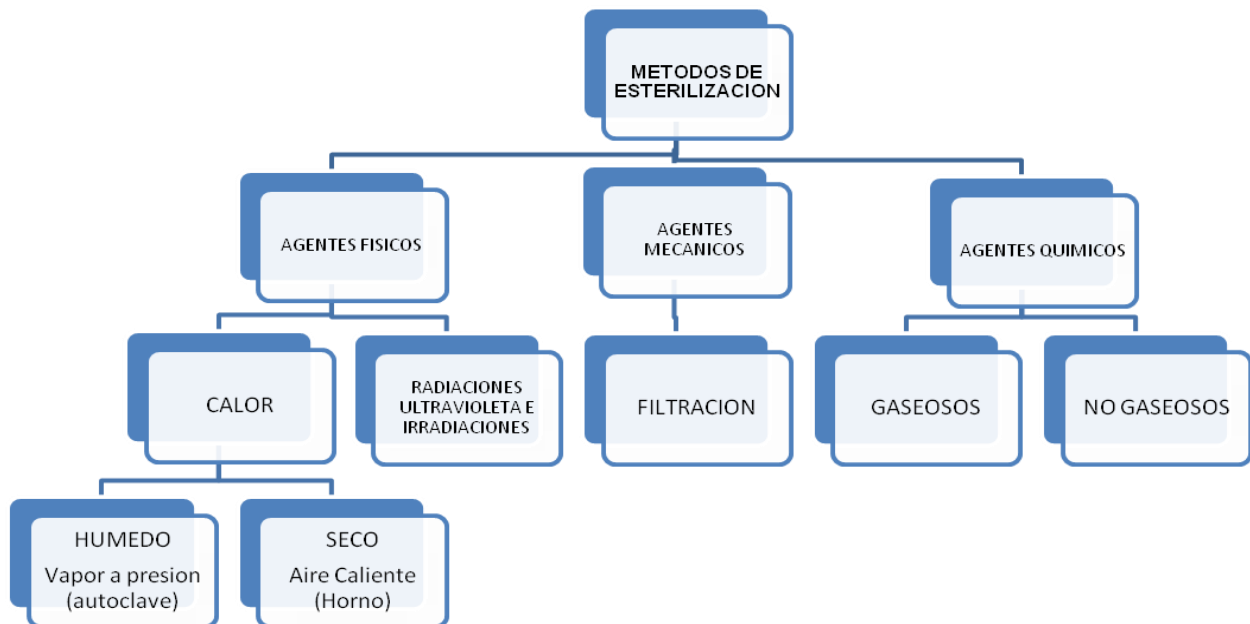 METODOS DE
ESTERILIZACION
AGENTES FISICOS
AGENTES
MECANICOS
AGENTES QUIMICOS
CALOR
RADIACIONES
ULTRAVIOLETA E
IRRADIACIONES
FILTRACION
GASEOSOS
NO GASEOSOS
HUMEDO
Vapor a presion
(autoclave)
SECO
Aire Caliente
(Horno)